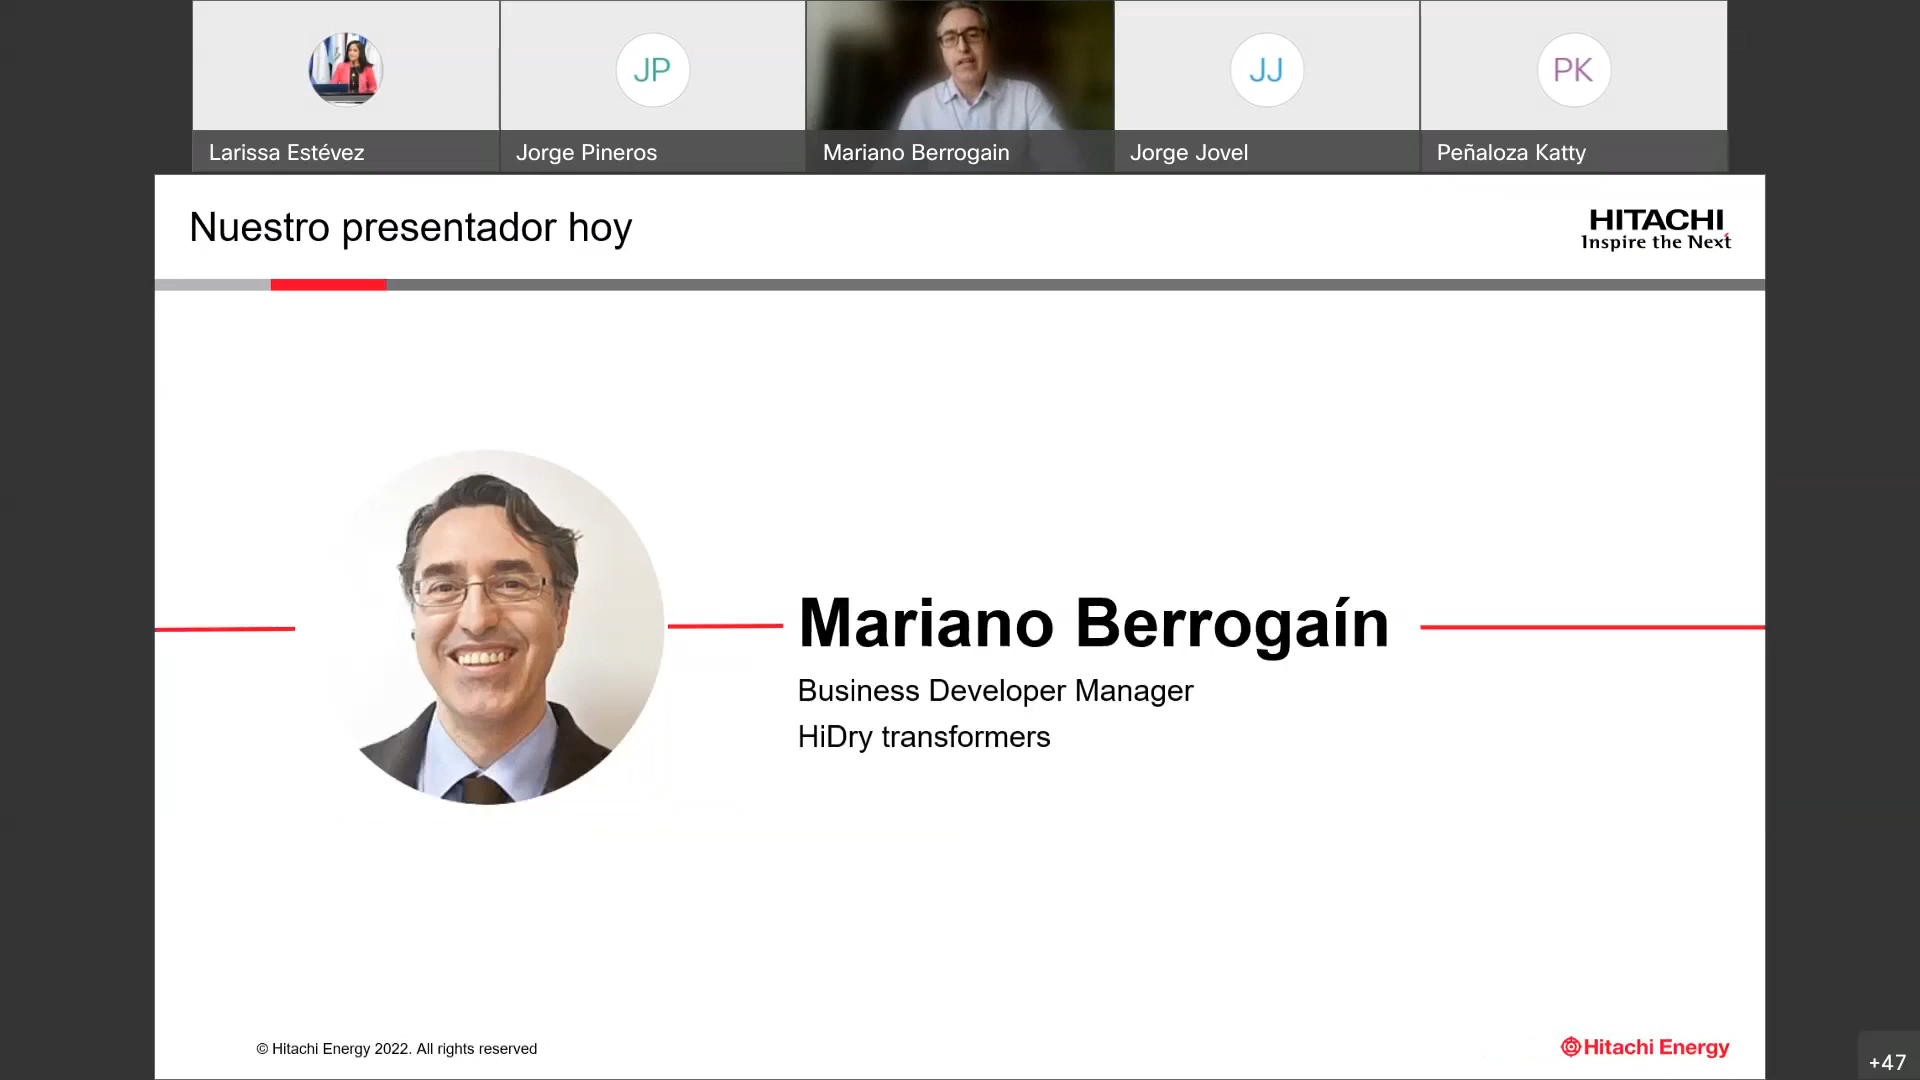 JP
JJ
PK
Larissa Estévez
Jorge Pineros
Mariano Berrogain
Jorge Jovel
Peñaloza Katty
Nuestro presentador hoy
HITACHI
Inspire the Next
Mariano Berrogaín
Business Developer Manager
HiDry transformers
© Hitachi Energy 2022. All rights reserved
Hitachi Energy
+47